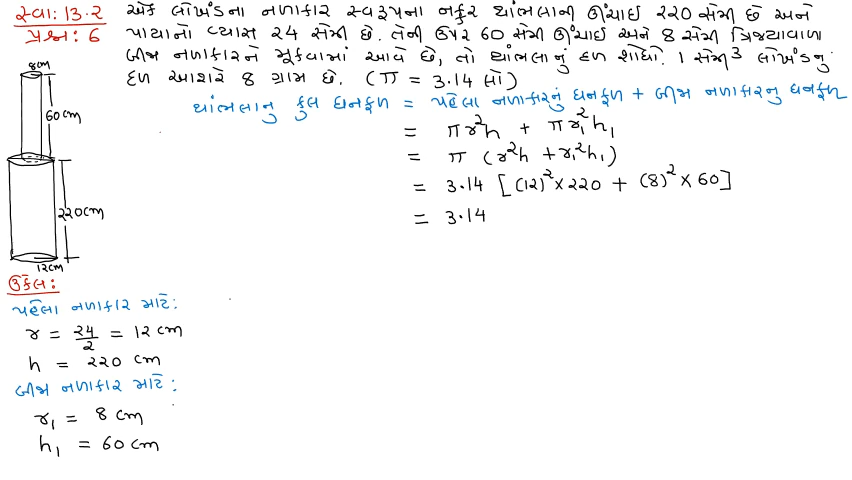 સ્વા: 13.2
પ્રશ્ન: 6
એક લોખંડના નળાકાર સ્વરૂપના નક્કર થાંભલાની ઊંચાઈ 220 સેમી છે અને
પાયાનો વ્યાસ 24 સેમી છે. તેની ઉપર 60 સેમી ઊંચાઈ અને 8 સેમી ત્રિજ્યાવાળા
બીજા નળાકારને મૂકવામાં આવે છે, તો થાંભલાનું દળ શોધો. 1 સેમી³ લોખંડનું
દળ આશરે 8 ગ્રામ છે. (π = 3.14 લો)
થાંભલાનુ કુલ ઘનફળ = પહેલા નળાકારનું ઘનફળ + બીજા નળાકારનુ ઘનફળ
= πr²h + πr₁²h₁
= π (r²h + r₁²h₁)
= 3.14 [(12)² × 220 + (8)² × 60]
= 3.14
8cm
60cm
220cm
12cm
ઉકેલ:
પહેલા નળાકાર માટે:
r = 24/2 = 12 cm
h = 220 cm
બીજા નળાકાર માટે:
r₁ = 8 cm
h₁ = 60 cm